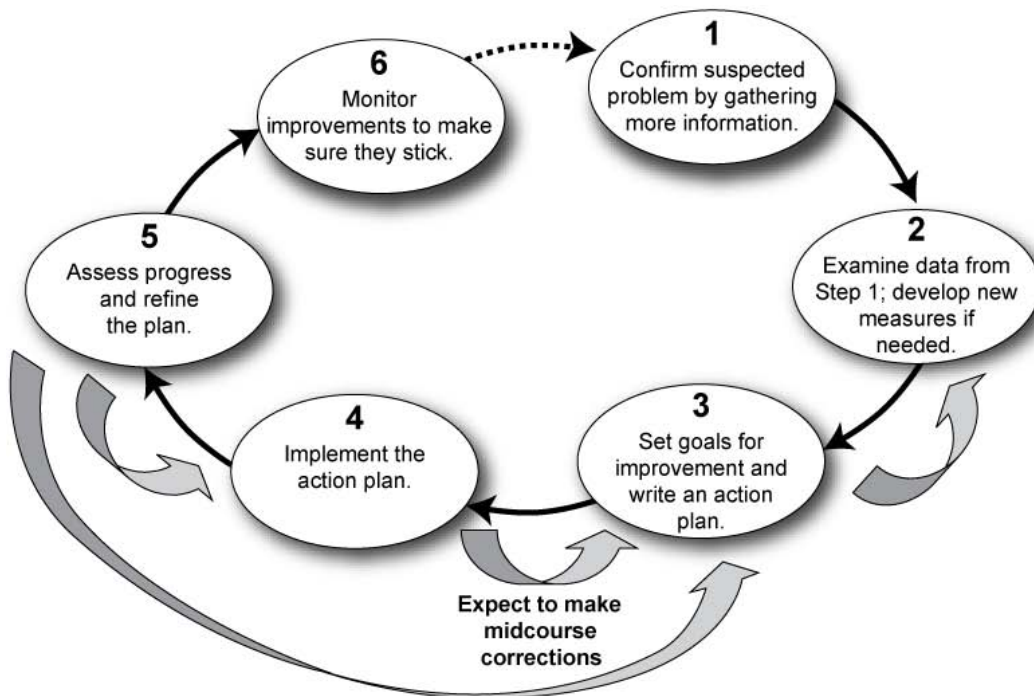 1
Confirm suspected
problem by gathering
more information.
2
Examine data from
Step 1; develop new
measures if
needed.
3
Set goals for
improvement and
write an action
plan.
4
Implement the
action plan.
5
Assess progress
and refine
the plan.
6
Monitor
improvements to make
sure they stick.
Expect to make
midcourse
corrections